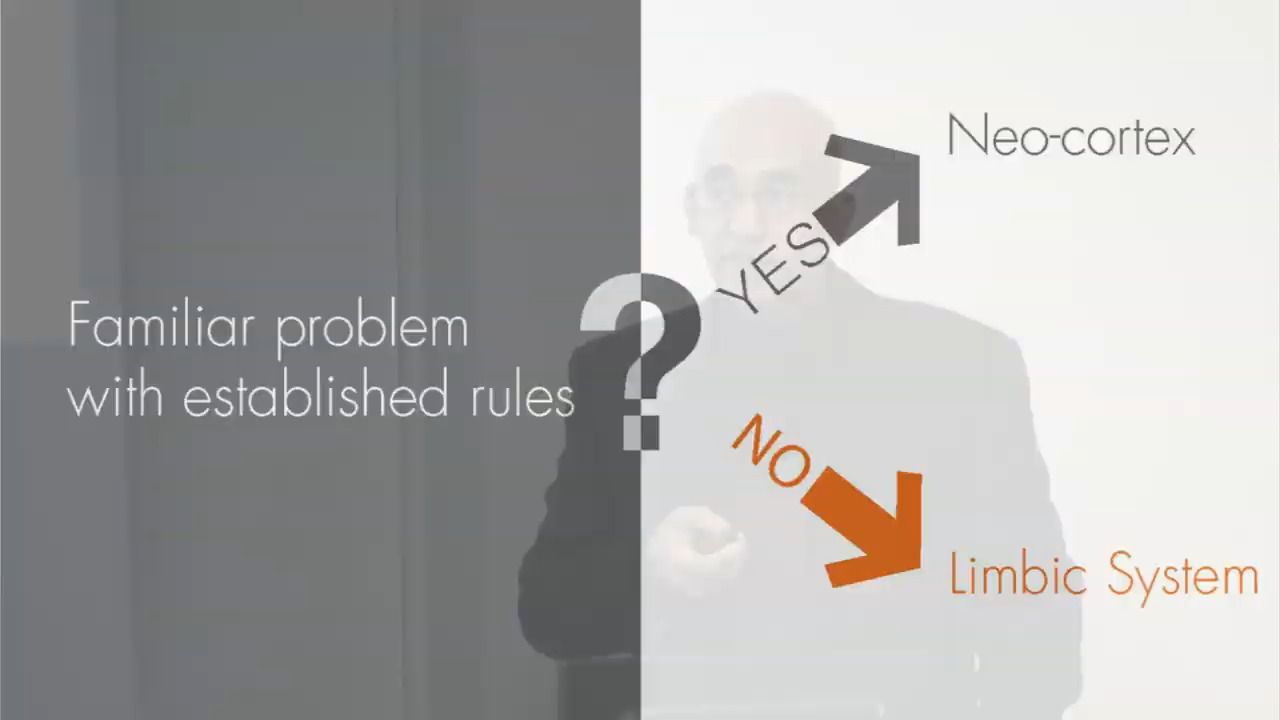 Familiar problem
with established rules
?
YES
Neo-cortex
NO
Limbic System